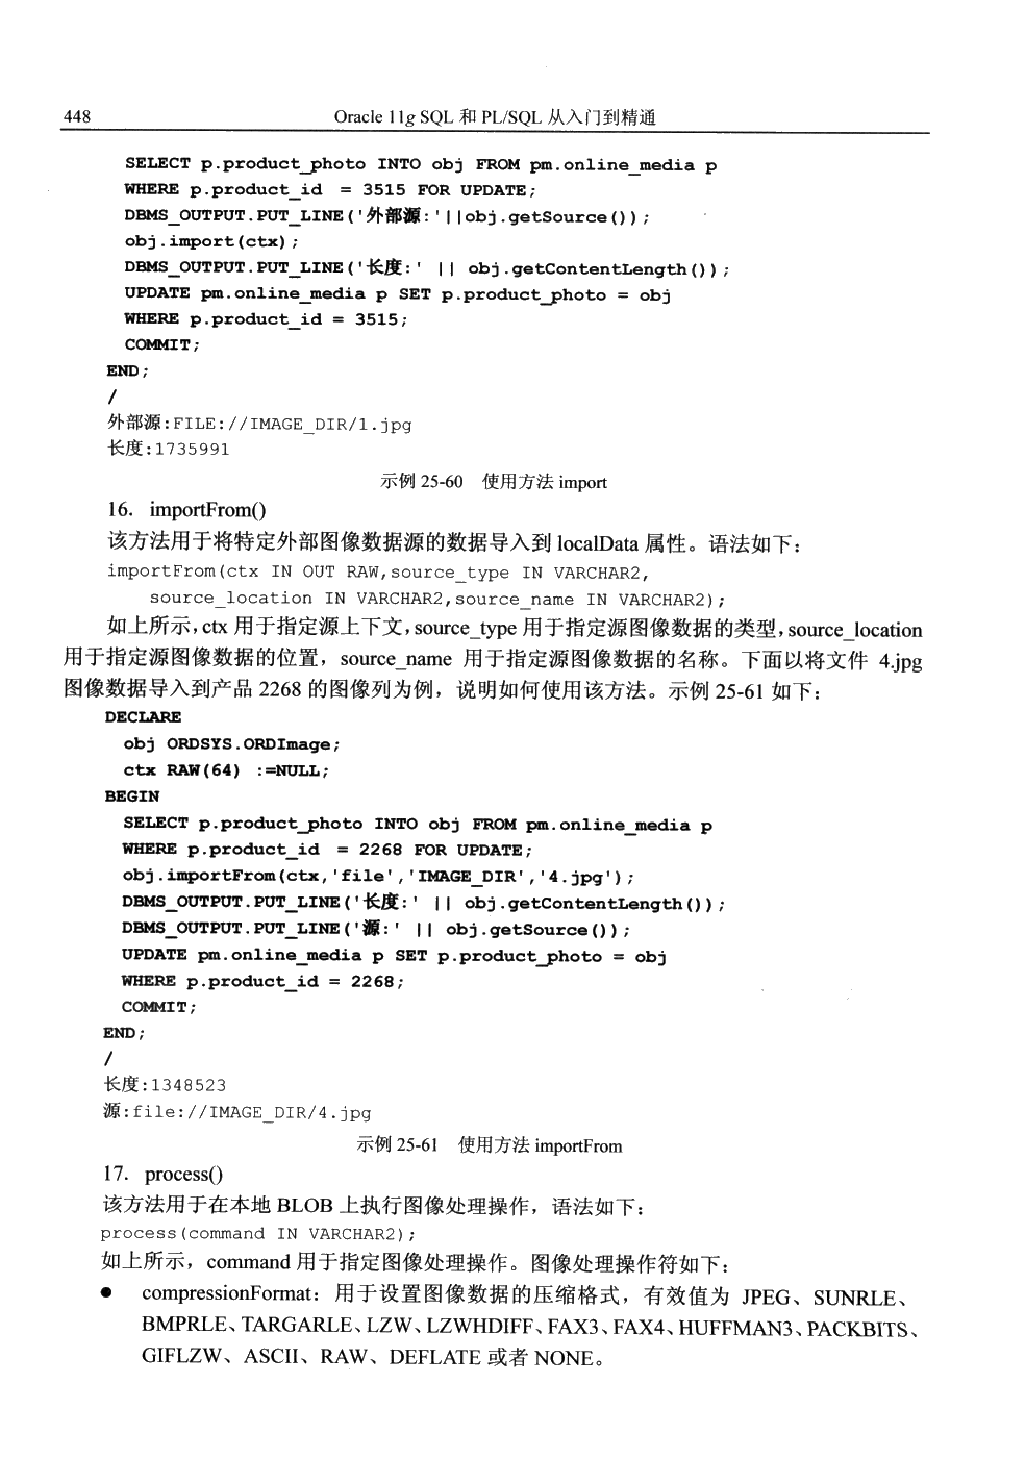 448 Oracle 11g SQL 和 PL/SQL 从入门到精通
SELECT p.product_photo INTO obj FROM pm.online_media p
WHERE p.product_id = 3515 FOR UPDATE;
DBMS_OUTPUT.PUT_LINE('外部源:'||obj.getSource());
obj.import(ctx);
DBMS_OUTPUT.PUT_LINE('长度:' || obj.getContentLength());
UPDATE pm.online_media p SET p.product_photo = obj
WHERE p.product_id = 3515;
COMMIT;
END;
/
外部源:FILE://IMAGE_DIR/1.jpg
长度:1735991
示例 25-60 使用方法 import
16. importFrom()
该方法用于将特定外部图像数据源的数据导入到 localData 属性。语法如下：
importFrom(ctx IN OUT RAW,source_type IN VARCHAR2,
source_location IN VARCHAR2,source_name IN VARCHAR2);
如上所示，ctx 用于指定源上下文，source_type 用于指定源图像数据的类型，source_location
用于指定源图像数据的位置，source_name 用于指定源图像数据的名称。下面以将文件 4.jpg
图像数据导入到产品 2268 的图像列为例，说明如何使用该方法。示例 25-61 如下：
DECLARE
obj ORDSYS.ORDImage;
ctx RAW(64) :=NULL;
BEGIN
SELECT p.product_photo INTO obj FROM pm.online_media p
WHERE p.product_id = 2268 FOR UPDATE;
obj.importFrom(ctx,'file','IMAGE_DIR','4.jpg');
DBMS_OUTPUT.PUT_LINE('长度:' || obj.getContentLength());
DBMS_OUTPUT.PUT_LINE('源:' || obj.getSource());
UPDATE pm.online_media p SET p.product_photo = obj
WHERE p.product_id = 2268;
COMMIT;
END;
/
长度:1348523
源:file://IMAGE_DIR/4.jpg
示例 25-61 使用方法 importFrom
17. process()
该方法用于在本地 BLOB 上执行图像处理操作，语法如下：
process(command IN VARCHAR2);
如上所示，command 用于指定图像处理操作。图像处理操作符如下：
● compressionFormat：用于设置图像数据的压缩格式，有效值为 JPEG、SUNRLE、
BMPRLE、TARGARLE、LZW、LZWHDIFF、FAX3、FAX4、HUFFMAN3、PACKBITS、
GIFLZW、ASCII、RAW、DEFLATE 或者 NONE。